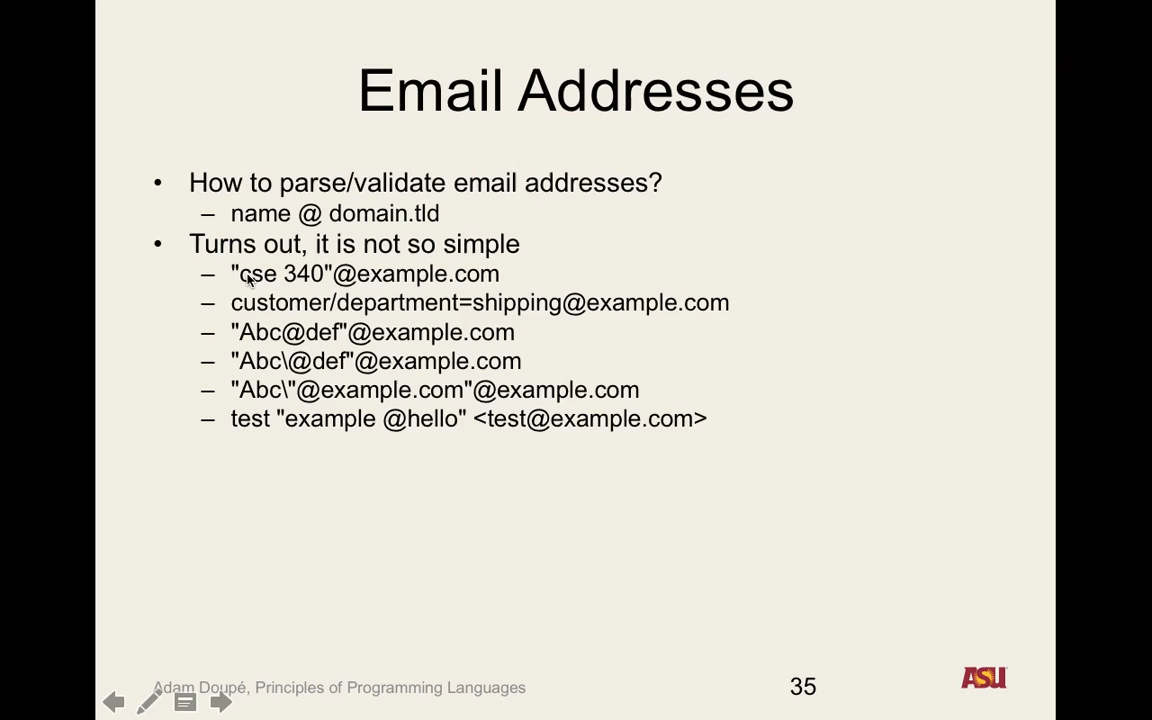 Email Addresses
• How to parse/validate email addresses?
– name @ domain.tld
• Turns out, it is not so simple
– "cse 340"@example.com
– customer/department=shipping@example.com
– "Abc@def"@example.com
– "Abc\@def"@example.com
– "Abc\"@example.com"@example.com
– test "example @hello" <test@example.com>
Adam Doupé, Principles of Programming Languages
35
ASU